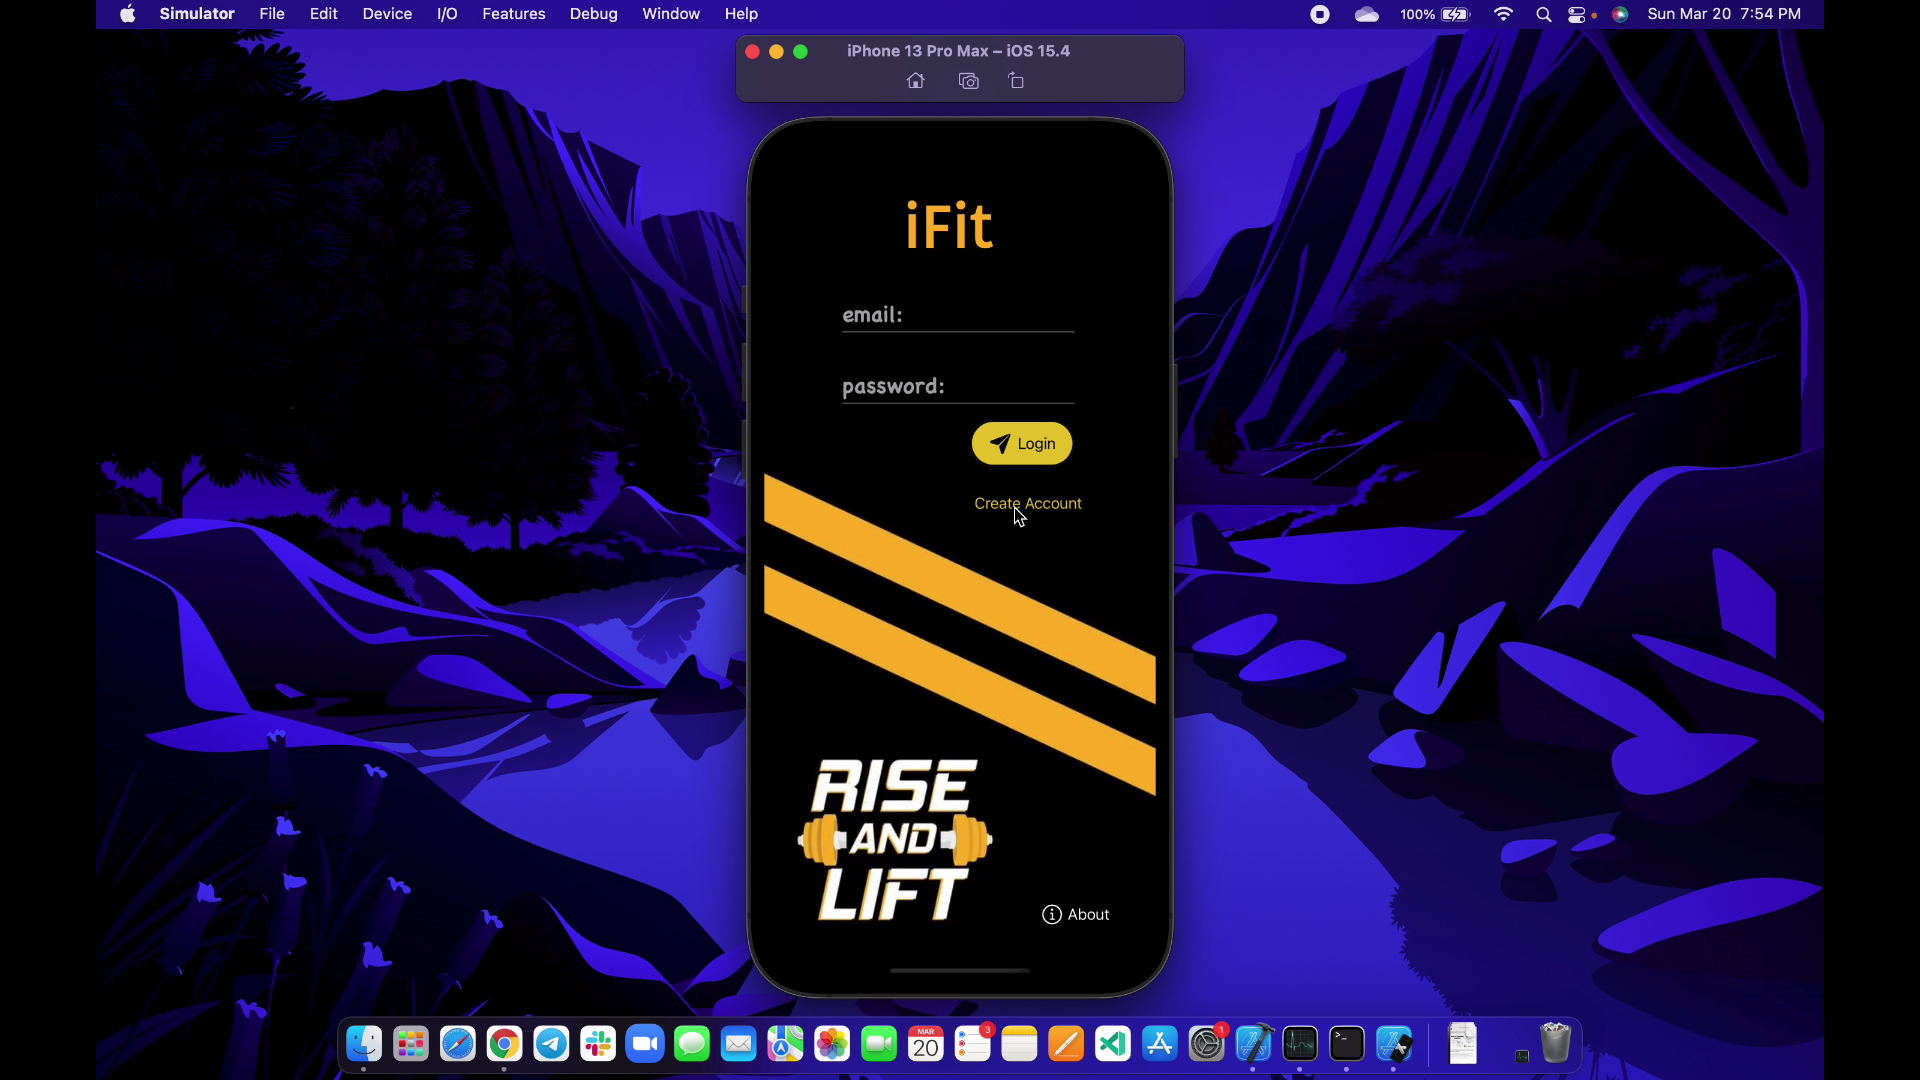 Simulator File Edit Device I/O Features Debug Window Help 100% Sun Mar 20 7:54 PM
iPhone 13 Pro Max – iOS 15.4
iFit
email:
password:
Login
Create Account
RISE
AND
LIFT
About
MAR
20
3
1